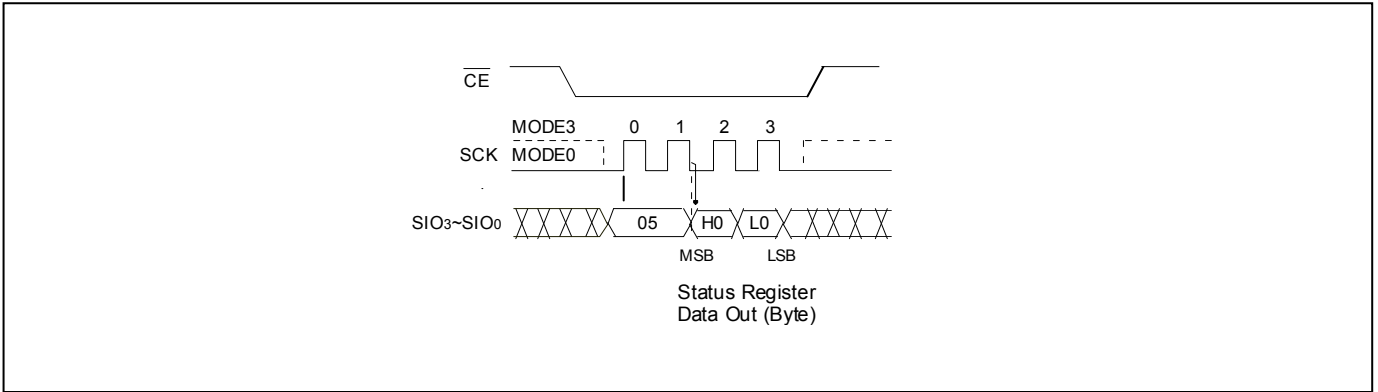 CE
MODE3 0 1 2 3
SCK MODE0
SIO3~SIO0 05 H0 L0
MSB LSB
Status Register
Data Out (Byte)